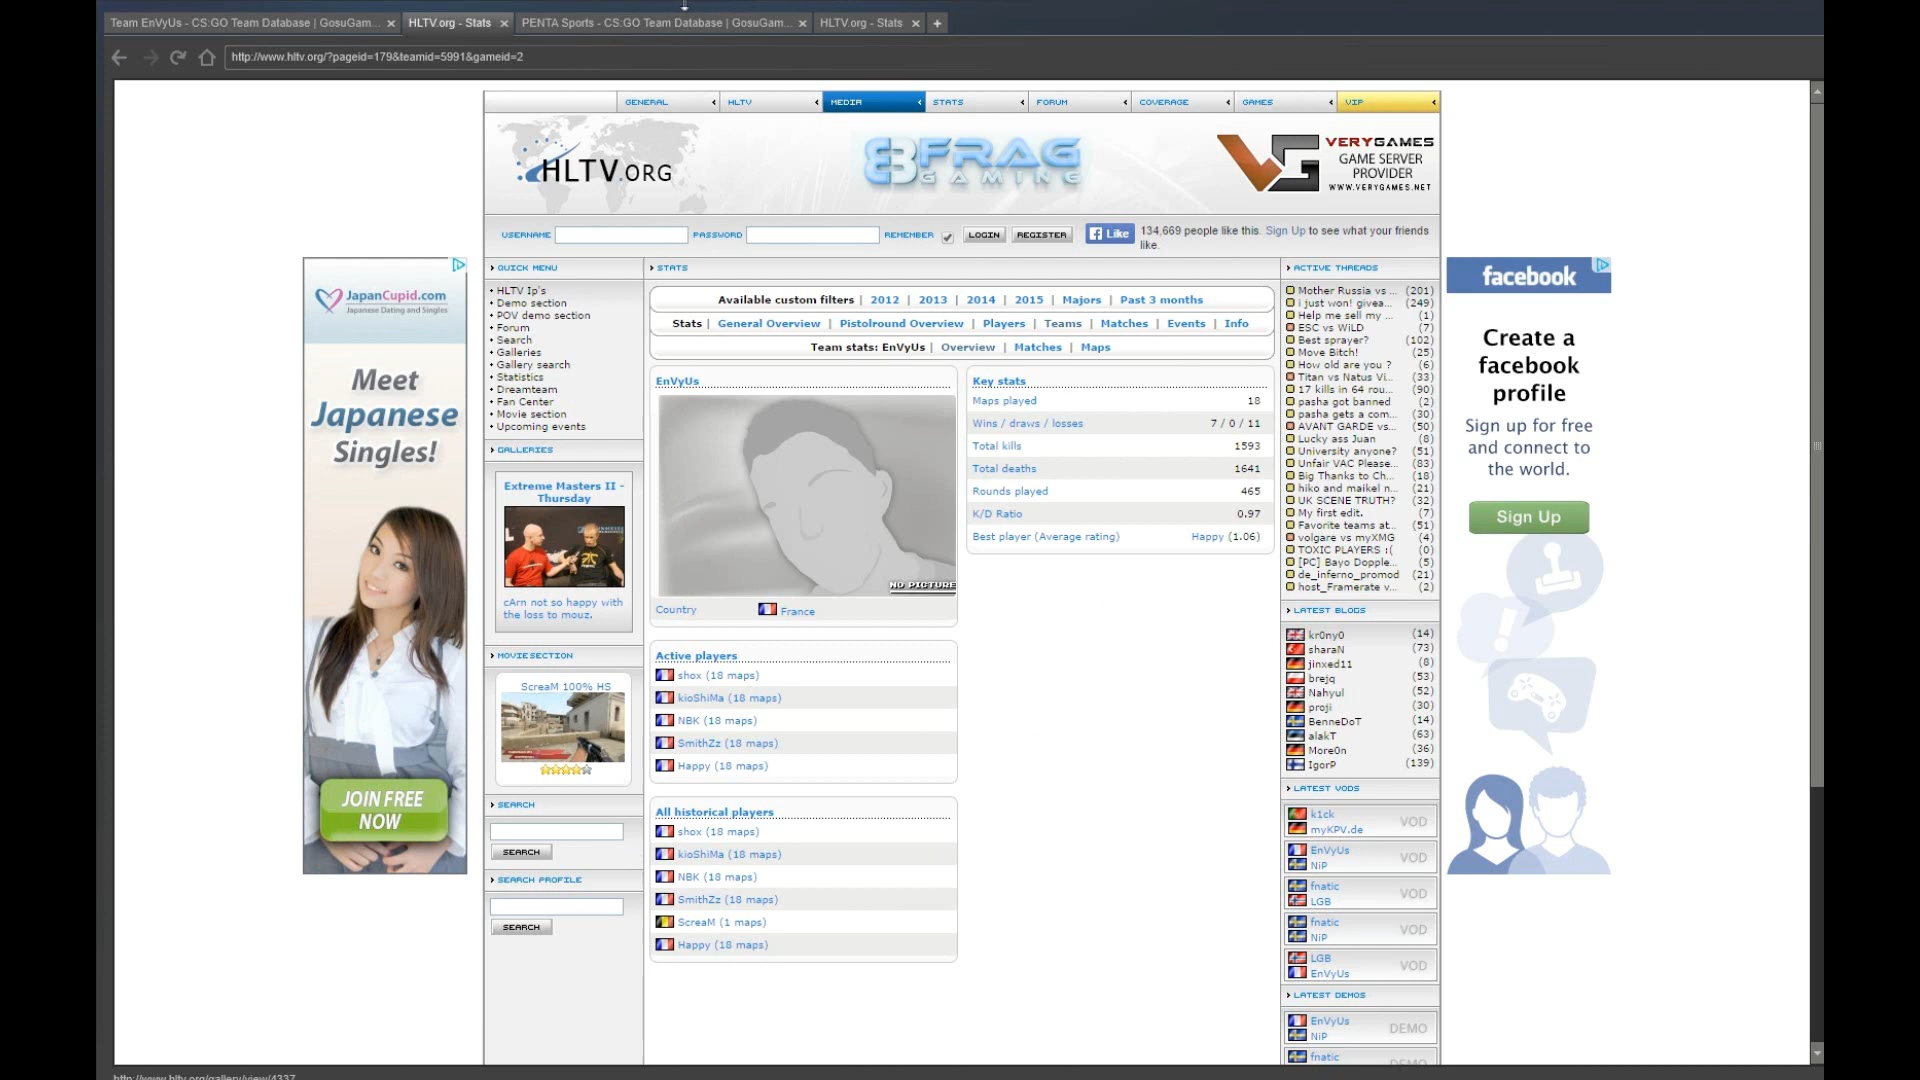 Team EnVyUs - CS:GO Team Database | GosuGam...
HLTV.org - Stats
PENTA Sports - CS:GO Team Database | GosuGam...
HLTV.org - Stats
http://www.hltv.org/?pageid=179&teamid=5991&gameid=2
GENERAL
HLTV
MEDIA
STATS
FORUM
COVERAGE
GAMES
VIP
HLTV.ORG
FRAG
GAMING
VERYGAMES
GAME SERVER
PROVIDER
WWW.VERYGAMES.NET
USERNAME
PASSWORD
REMEMBER
LOGIN
REGISTER
Like
134,669 people like this. Sign Up to see what your friends
like.
JapanCupid.com
Japanese Dating and Singles!
Meet
Japanese
Singles!
JOIN FREE
NOW
QUICK MENU
HLTV Ip's
Demo section
POV demo section
Forum
Search
Galleries
Gallery search
Statistics
Dreamteam
Fan Center
Movie section
Upcoming events
GALLERIES
Extreme Masters II -
Thursday
cArn not so happy with
the loss to mouz.
MOVIESECTION
ScreaM 100% HS
SEARCH
SEARCH
SEARCH PROFILE
SEARCH
STATS
Available custom filters | 2012 | 2013 | 2014 | 2015 | Majors | Past 3 months
Stats | General Overview | Pistolround Overview | Players | Teams | Matches | Events | Info
Team stats: EnVyUs | Overview | Matches | Maps
EnVyUs
NO PICTURE
Country France
Key stats
Maps played 18
Wins / draws / losses 7 / 0 / 11
Total kills 1593
Total deaths 1641
Rounds played 465
K/D Ratio 0.97
Best player (Average rating) Happy (1.06)
Active players
shox (18 maps)
kioShiMa (18 maps)
NBK (18 maps)
SmithZz (18 maps)
Happy (18 maps)
All historical players
shox (18 maps)
kioShiMa (18 maps)
NBK (18 maps)
SmithZz (18 maps)
ScreaM (1 maps)
Happy (18 maps)
ACTIVE THREADS
Mother Russia vs ... (201)
i just won! givea... (249)
Help me sell my ... (1)
ESC vs WiLD (7)
Best sprayer? (102)
Move Bitch! (25)
How old are you ? (6)
Titan vs Natus Vi... (33)
17 kills in 64 rou... (90)
pasha got banned (2)
pasha gets a com... (30)
AVANT GARDE vs... (50)
Lucky ass Juan (8)
University anyone? (51)
Unfair VAC Please... (83)
Big Thanks to Ch... (18)
hiko and maikel n... (21)
UK SCENE TRUTH? (32)
My first edit. (7)
Favorite teams at... (51)
volgare vs myXMG (4)
TOXIC PLAYERS :( (0)
[PC] Bayo Dopple... (5)
de_inferno_promod (21)
host_Framerate v... (2)
LATEST BLOGS
kr0ny0 (14)
sharaN (73)
jinxed11 (8)
brejq (53)
Nahyul (52)
proji (30)
BenneDoT (14)
alakT (63)
More0n (36)
IgorP (139)
LATEST VODS
k1ck
myKPV.de
VOD
EnVyUs
NiP
VOD
fnatic
LGB
VOD
fnatic
NiP
VOD
LGB
EnVyUs
VOD
LATEST DEMOS
EnVyUs
NiP
DEMO
fnatic
DEMO
facebook
Create a
facebook
profile
Sign up for free
and connect to
the world.
Sign Up
http://www.hltv.org/gallery/view/4337